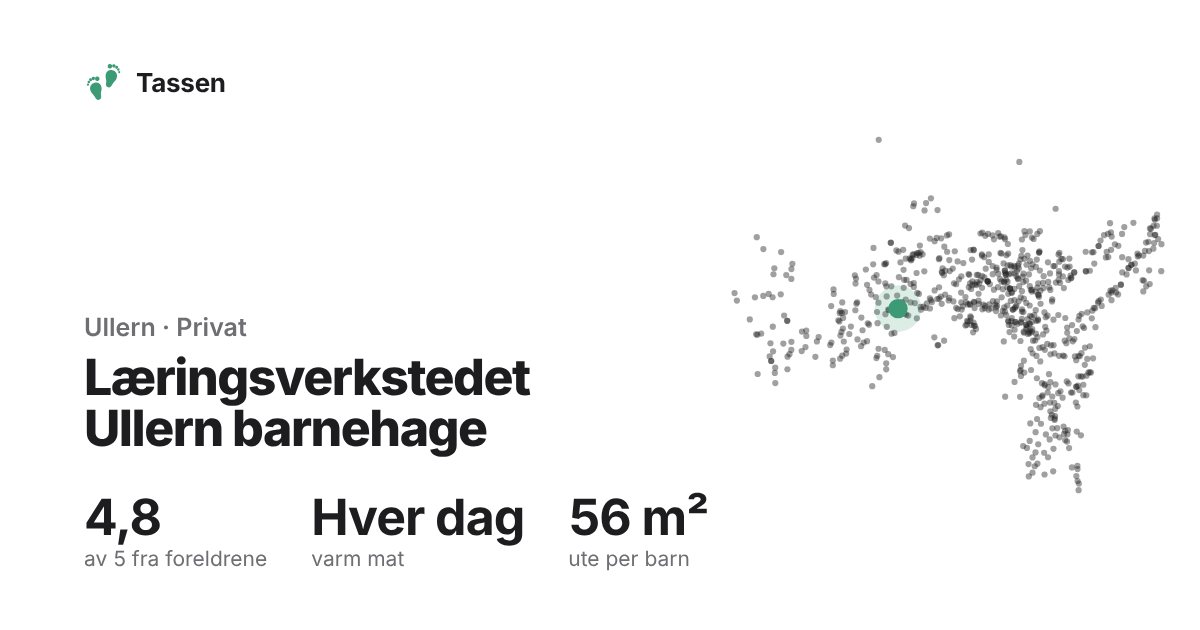 Tassen
Ullern · Privat
Læringsverkstedet
Ullern barnehage
4,8
av 5 fra foreldrene
Hver dag
varm mat
56 m²
ute per barn